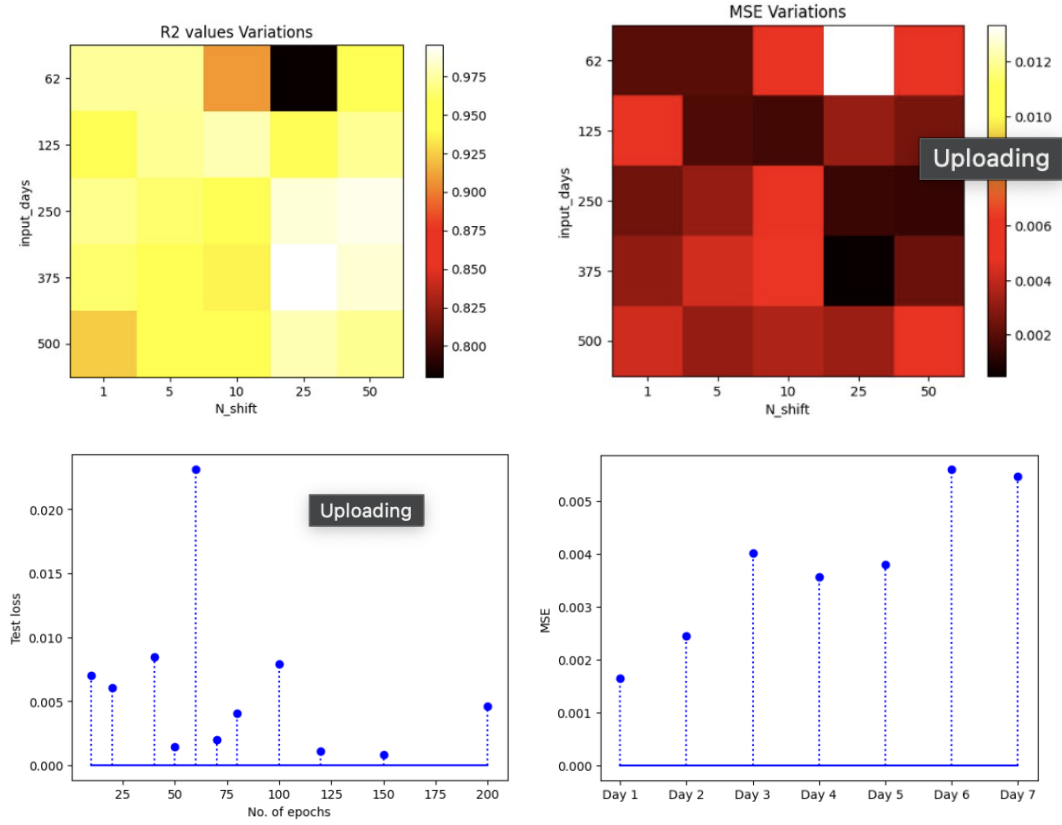 R2 values Variations
62
125
250
375
500
input_days
1 5 10 25 50
N_shift
0.975
0.950
0.925
0.900
0.875
0.850
0.825
0.800
MSE Variations
62
125
250
375
500
input_days
1 5 10 25 50
N_shift
0.012
0.010
0.006
0.004
0.002
Uploading
0.020
0.015
0.010
0.005
0.000
Test loss
25 50 75 100 125 150 175 200
No. of epochs
Uploading
0.005
0.004
0.003
0.002
0.001
0.000
MSE
Day 1 Day 2 Day 3 Day 4 Day 5 Day 6 Day 7